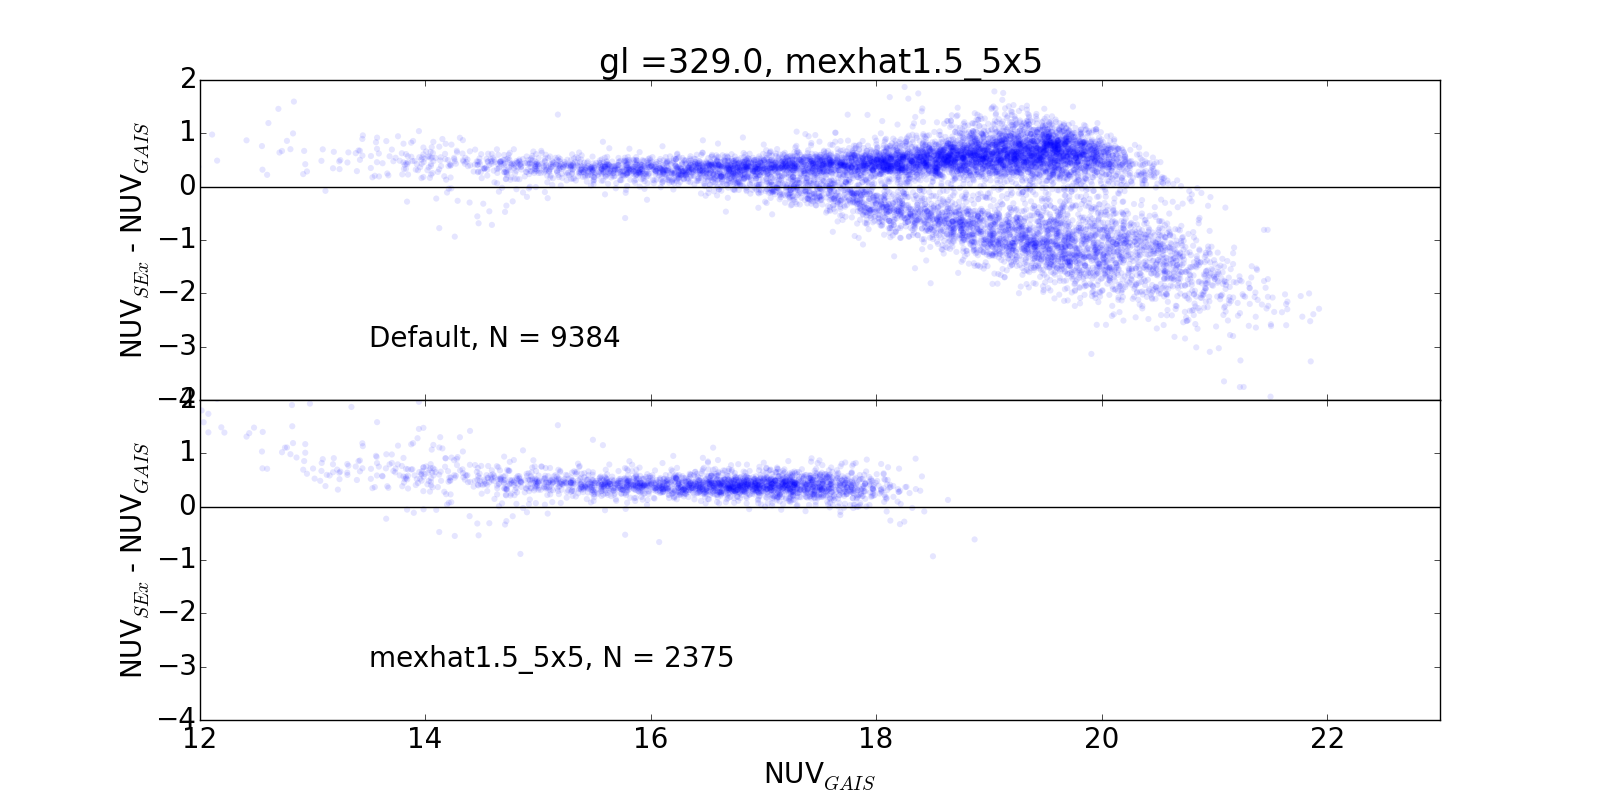 gl =329.0, mexhat1.5_5x5
2
1
0
−1
−2
−3
−4
NUV_SEx - NUV_GAIS
Default, N = 9384
2
1
0
−1
−2
−3
−4
NUV_SEx - NUV_GAIS
mexhat1.5_5x5, N = 2375
12 14 16 18 20 22
NUV_GAIS